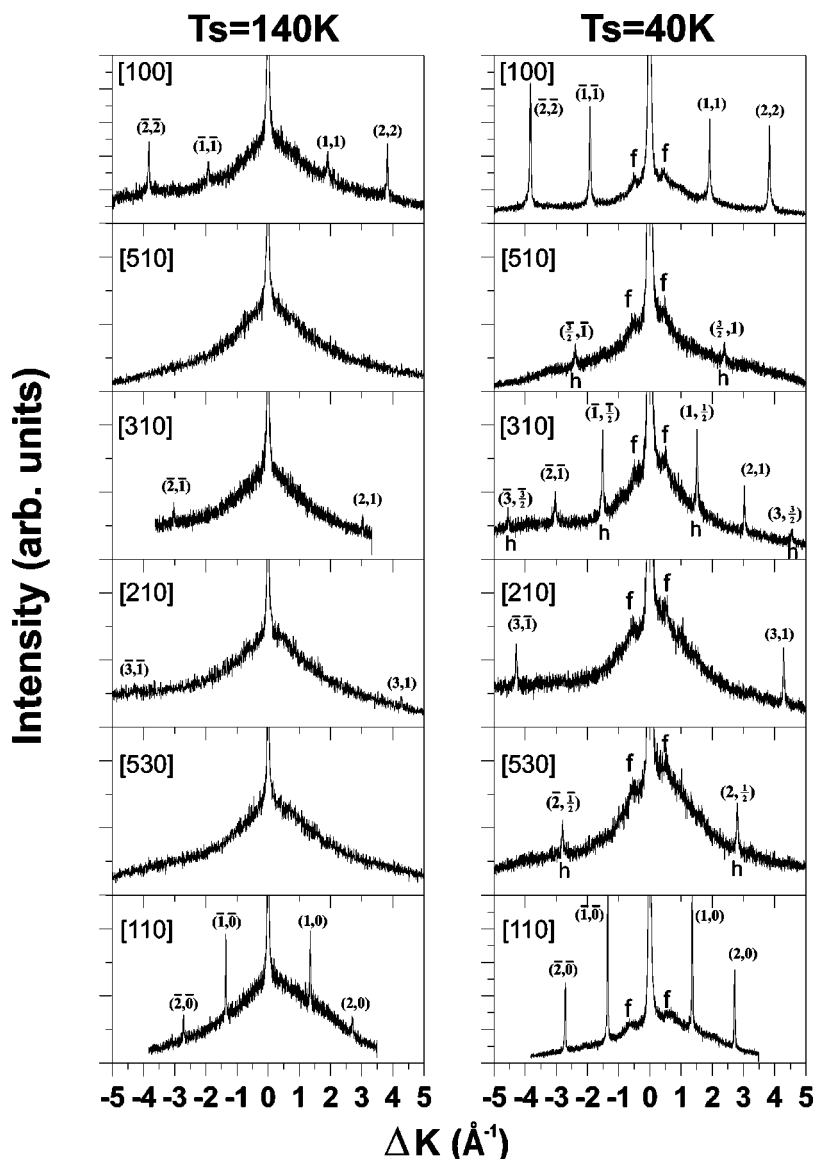 Ts=140K
Ts=40K
Intensity (arb. units)
[100]
(2̅,2̅)
(1̅,1̅)
(1,1)
(2,2)
[510]
[310]
(2̅,1̅)
(2,1)
[210]
(3̅,1̅)
(3,1)
[530]
[110]
(2̅,0̅)
(1̅,0̅)
(1,0)
(2,0)
-5 -4 -3 -2 -1 0 1 2 3 4 5
[100]
(2̅,2̅)
(1̅,1̅)
f f
(1,1)
(2,2)
[510]
(3̅/2,1̅)
h
f f
(3/2,1)
h
[310]
(3̅,3̅/2)
h
(2̅,1̅)
(1̅,1̅/2)
h
f f
(1,1/2)
h
(2,1)
(3,3/2)
h
[210]
(3̅,1̅)
f f
(3,1)
[530]
(2̅,1̅/2)
h
f f
(2,1/2)
h
[110]
(2̅,0̅)
(1̅,0̅)
f f
(1,0)
(2,0)
-5 -4 -3 -2 -1 0 1 2 3 4 5
ΔK (Å⁻¹)